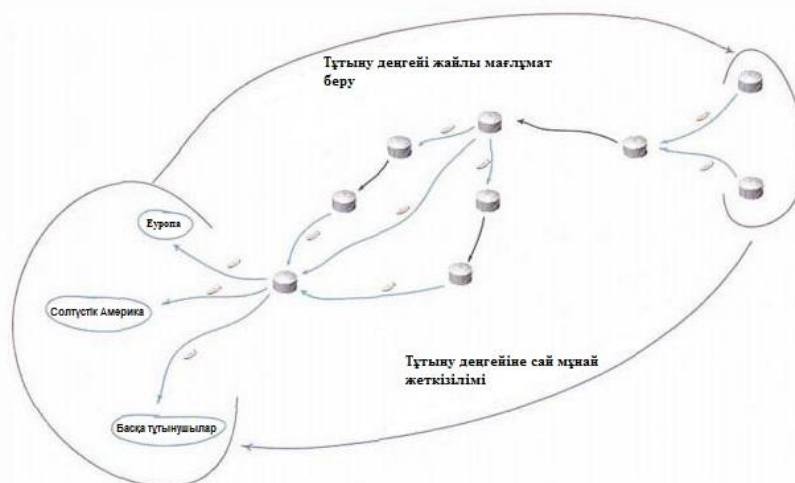 Тұтыну деңгейі жайлы мағлұмат
беру
Еуропа
Солтүстік Америка
Тұтыну деңгейіне сай мұнай
жеткізілімі
Басқа тұтынушылар